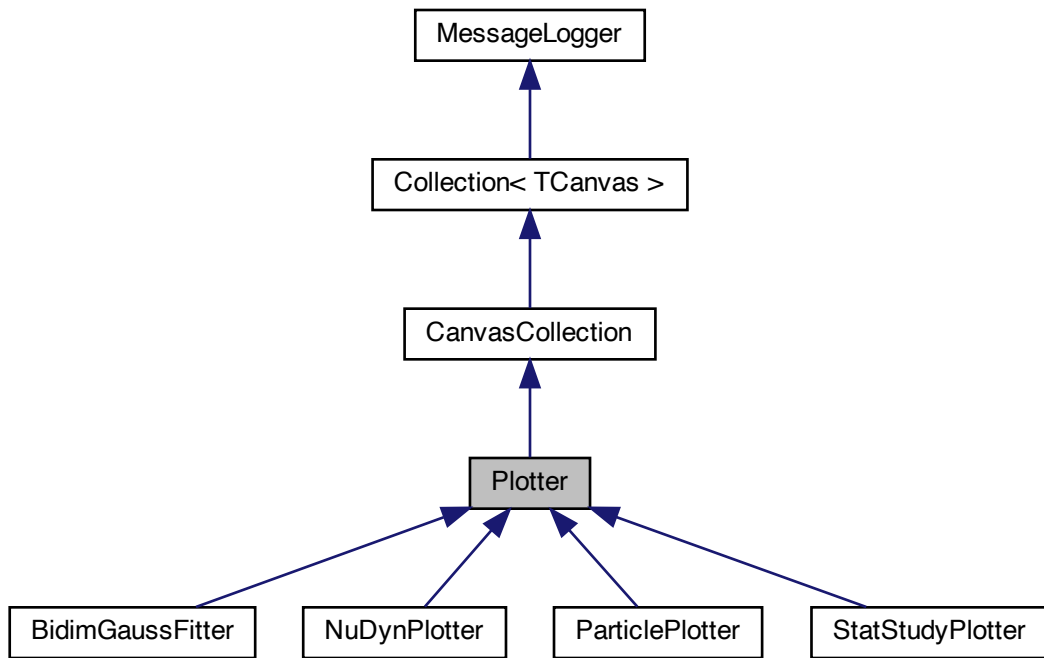 MessageLogger
Collection< TCanvas >
CanvasCollection
Plotter
BidimGaussFitter
NuDynPlotter
ParticlePlotter
StatStudyPlotter